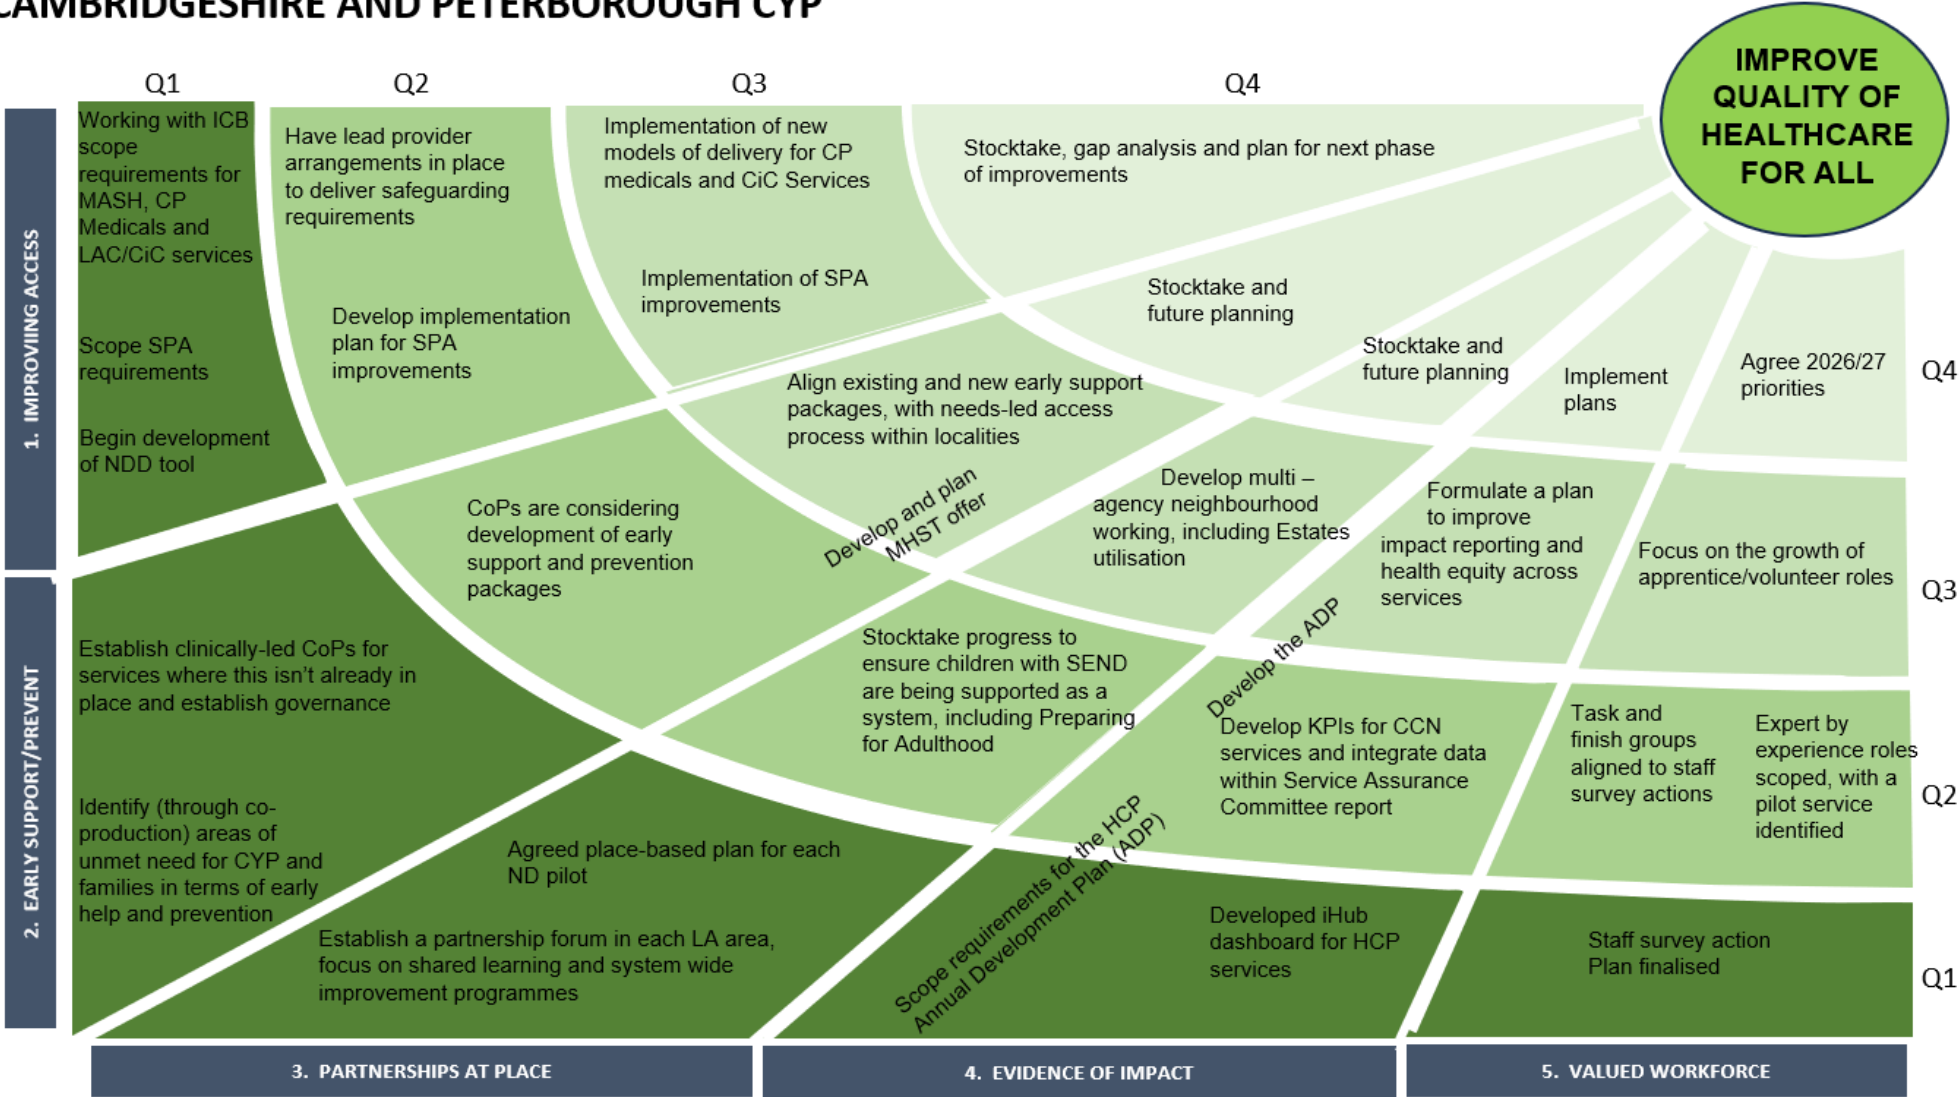 CAMBRIDGESHIRE AND PETERBOROUGH CYP
IMPROVE
QUALITY OF
HEALTHCARE
FOR ALL
Q1
Q2
Q3
Q4
1. IMPROVING ACCESS
Working with ICB
scope
requirements for
MASH, CP
Medicals and
LAC/CiC services
Scope SPA
requirements
Begin development
of NDD tool
Have lead provider
arrangements in place
to deliver safeguarding
requirements
Develop implementation
plan for SPA
improvements
Implementation of new
models of delivery for CP
medicals and CiC Services
Implementation of SPA
improvements
Stocktake, gap analysis and plan for next phase
of improvements
2. EARLY SUPPORT/PREVENT
Establish clinically-led CoPs for
services where this isn't already in
place and establish governance
Identify (through co-
production) areas of
unmet need for CYP and
families in terms of early
help and prevention
CoPs are considering
development of early
support and prevention
packages
Align existing and new early support
packages, with needs-led access
process within localities
Develop and plan
MHST offer
Stocktake and
future planning
Agreed place-based plan for each
ND pilot
Establish a partnership forum in each LA area,
focus on shared learning and system wide
improvement programmes
Stocktake progress to
ensure children with SEND
are being supported as a
system, including Preparing
for Adulthood
Develop multi –
agency neighbourhood
working, including Estates
utilisation
Stocktake and
future planning
Scope requirements for the HCP
Annual Development Plan (ADP)
Developed iHub
dashboard for HCP
services
Develop the ADP
Develop KPIs for CCN
services and integrate data
within Service Assurance
Committee report
Formulate a plan
to improve
impact reporting and
health equity across
services
Implement
plans
Staff survey action
Plan finalised
Task and
finish groups
aligned to staff
survey actions
Expert by
experience roles
scoped, with a
pilot service
identified
Focus on the growth of
apprentice/volunteer roles
Agree 2026/27
priorities
Q4
Q3
Q2
Q1
3. PARTNERSHIPS AT PLACE
4. EVIDENCE OF IMPACT
5. VALUED WORKFORCE